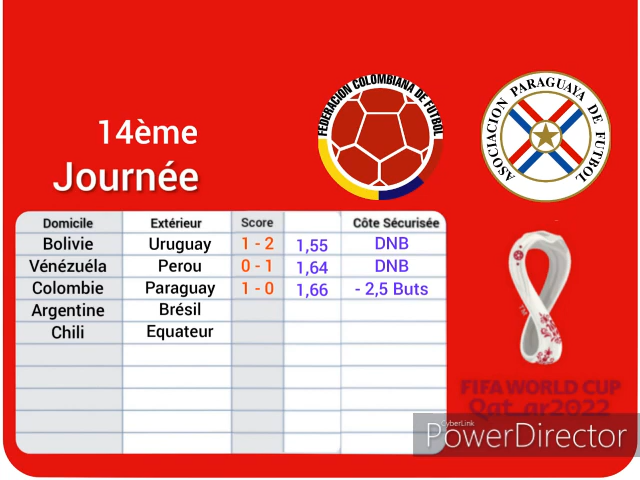 FEDERACION COLOMBIANA DE FUTBOL
ASOCIACION PARAGUAYA DE FUTBOL
14ème
Journée
Domicile Extérieur Score Côte Sécurisée
Bolivie Uruguay 1 - 2 1,55 DNB
Vénézuéla Perou 0 - 1 1,64 DNB
Colombie Paraguay 1 - 0 1,66 - 2,5 Buts
Argentine Brésil
Chili Equateur
TM
FIFA WORLD CUP
Qat_ar2022
CyberLink
PowerDirector